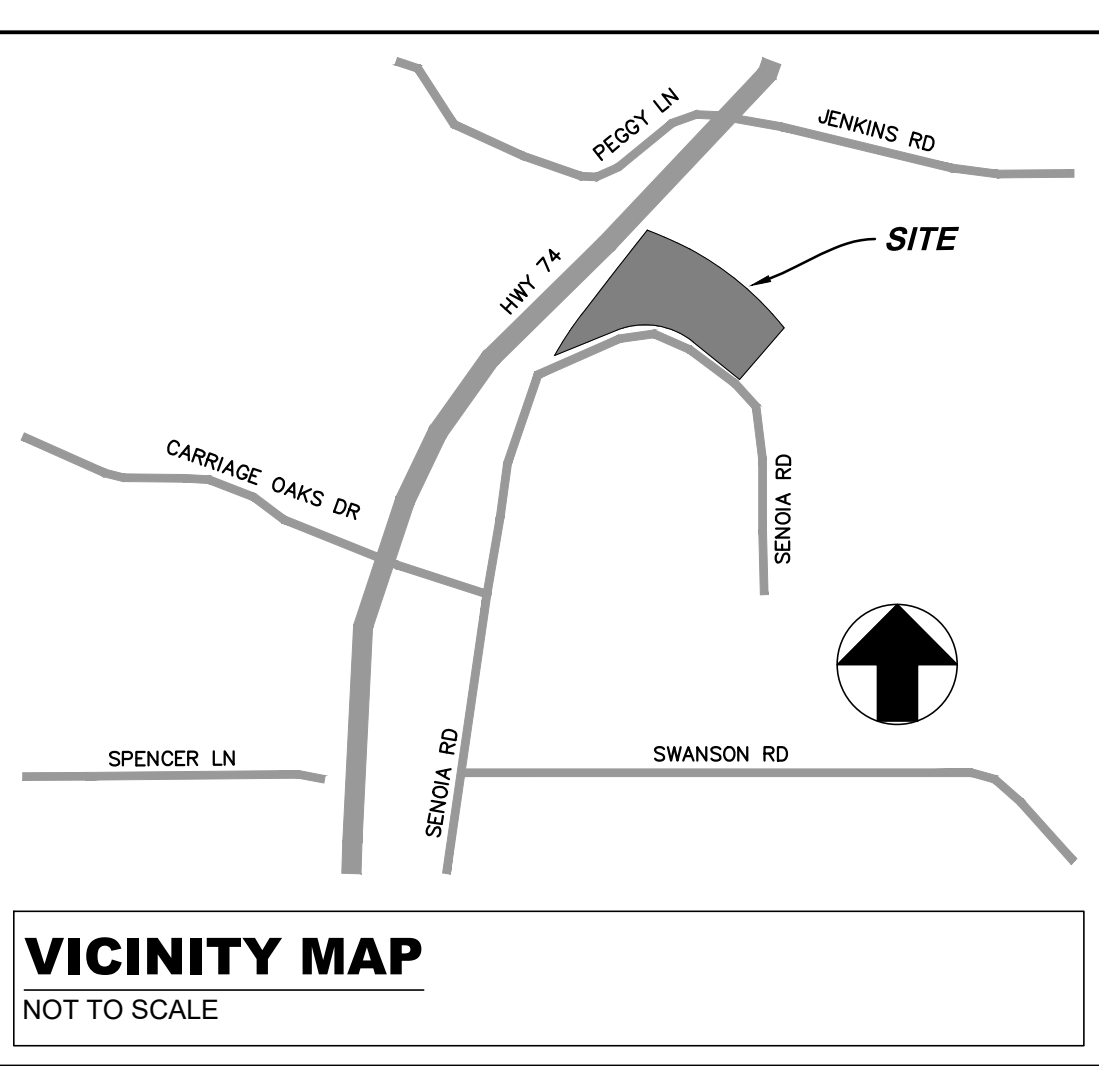 PEGGY LN
JENKINS RD
SITE
HWY 74
CARRIAGE OAKS DR
SENOIA RD
SPENCER LN
SENOIA RD
SWANSON RD
VICINITY MAP
NOT TO SCALE